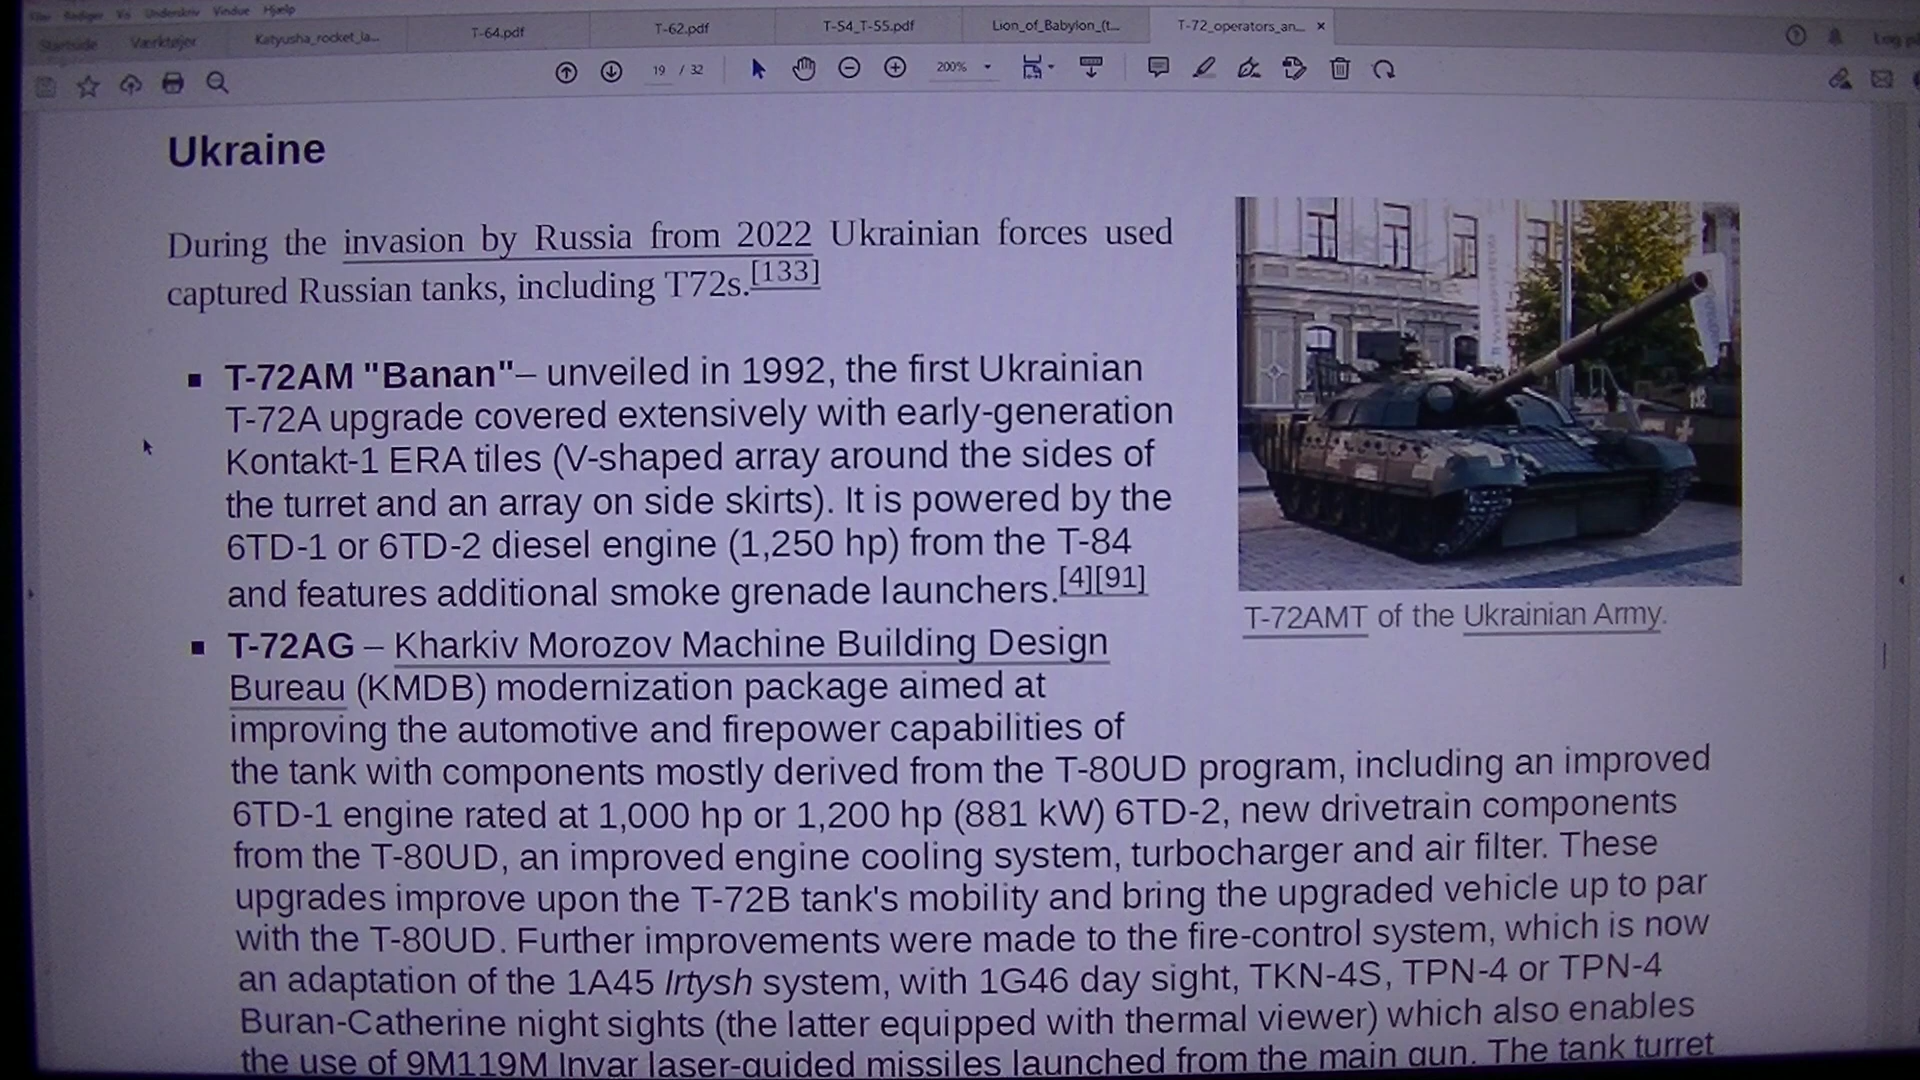 Filer Rediger Vis Underskriv Vindue Hjælp
Startside Værktøjer Katyusha_rocket_la... T-64.pdf T-62.pdf T-54_T-55.pdf Lion_of_Babylon_(t... T-72_operators_an... ×
19 / 32 200%
Ukraine
During the invasion by Russia from 2022 Ukrainian forces used
captured Russian tanks, including T72s.[133]
▪ T-72AM "Banan"– unveiled in 1992, the first Ukrainian
T-72A upgrade covered extensively with early-generation
Kontakt-1 ERA tiles (V-shaped array around the sides of
the turret and an array on side skirts). It is powered by the
6TD-1 or 6TD-2 diesel engine (1,250 hp) from the T-84
and features additional smoke grenade launchers.[4][91]
T-72AMT of the Ukrainian Army.
▪ T-72AG – Kharkiv Morozov Machine Building Design
Bureau (KMDB) modernization package aimed at
improving the automotive and firepower capabilities of
the tank with components mostly derived from the T-80UD program, including an improved
6TD-1 engine rated at 1,000 hp or 1,200 hp (881 kW) 6TD-2, new drivetrain components
from the T-80UD, an improved engine cooling system, turbocharger and air filter. These
upgrades improve upon the T-72B tank's mobility and bring the upgraded vehicle up to par
with the T-80UD. Further improvements were made to the fire-control system, which is now
an adaptation of the 1A45 Irtysh system, with 1G46 day sight, TKN-4S, TPN-4 or TPN-4
Buran-Catherine night sights (the latter equipped with thermal viewer) which also enables
the use of 9M119M Invar laser-guided missiles launched from the main gun. The tank turret